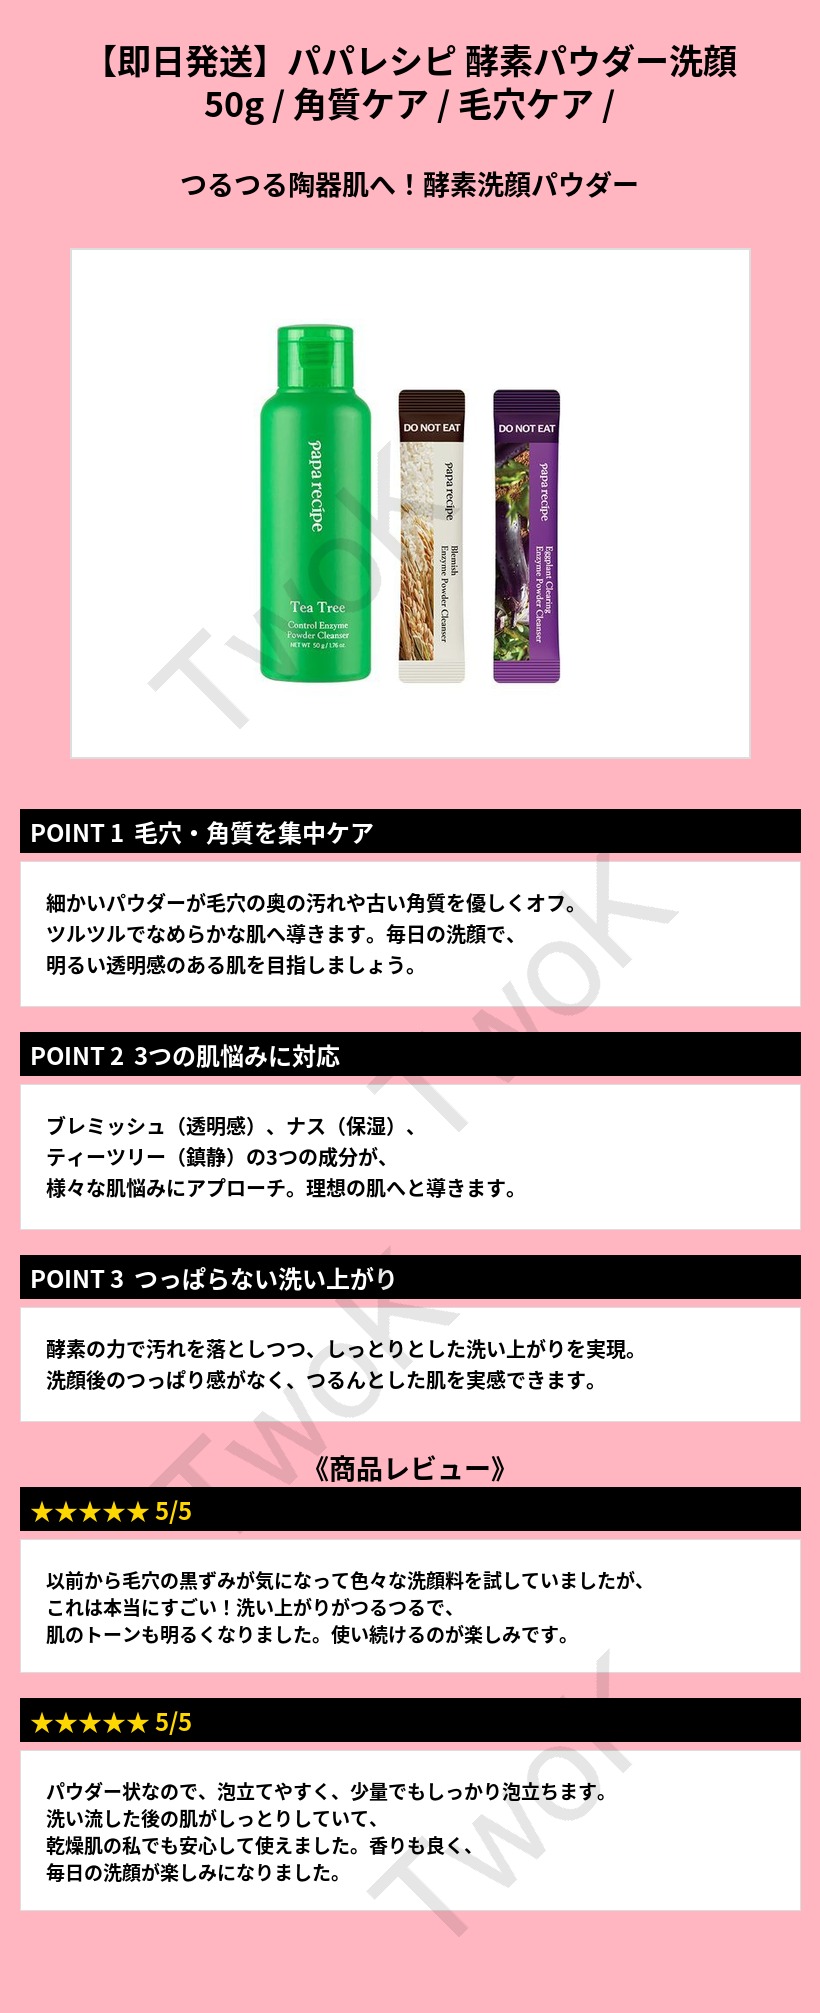 【即日発送】パパレシピ 酵素パウダー洗顔
50g / 角質ケア / 毛穴ケア /
つるつる陶器肌へ！酵素洗顔パウダー
papa recipe
Tea Tree
Control Enzyme
Powder Cleanser
NET WT 50 g / 1.76 oz
DO NOT EAT
papa recipe
Blemish
Enzyme Powder Cleanser
DO NOT EAT
papa recipe
Eggplant Clearing
Enzyme Powder Cleanser
TwoK
POINT 1 毛穴・角質を集中ケア
細かいパウダーが毛穴の奥の汚れや古い角質を優しくオフ。
ツルツルでなめらかな肌へ導きます。毎日の洗顔で、
明るい透明感のある肌を目指しましょう。
TwoK
POINT 2 3つの肌悩みに対応
ブレミッシュ（透明感）、ナス（保湿）、
ティーツリー（鎮静）の3つの成分が、
様々な肌悩みにアプローチ。理想の肌へと導きます。
POINT 3 つっぱらない洗い上がり
酵素の力で汚れを落としつつ、しっとりとした洗い上がりを実現。
洗顔後のつっぱり感がなく、つるんとした肌を実感できます。
TwoK
《商品レビュー》
★★★★★ 5/5
以前から毛穴の黒ずみが気になって色々な洗顔料を試していましたが、
これは本当にすごい！洗い上がりがつるつるで、
肌のトーンも明るくなりました。使い続けるのが楽しみです。
★★★★★ 5/5
パウダー状なので、泡立てやすく、少量でもしっかり泡立ちます。
洗い流した後の肌がしっとりしていて、
乾燥肌の私でも安心して使えました。香りも良く、
毎日の洗顔が楽しみになりました。
TwoK